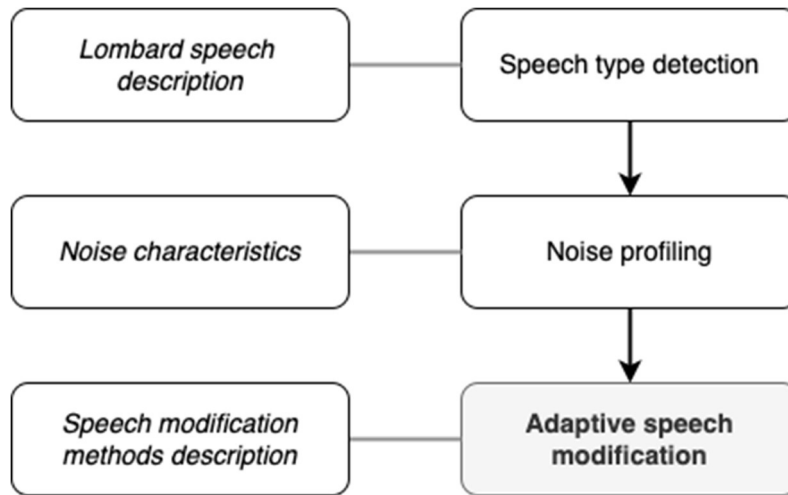 Lombard speech
description
Speech type detection
Noise characteristics
Noise profiling
Speech modification
methods description
Adaptive speech
modification